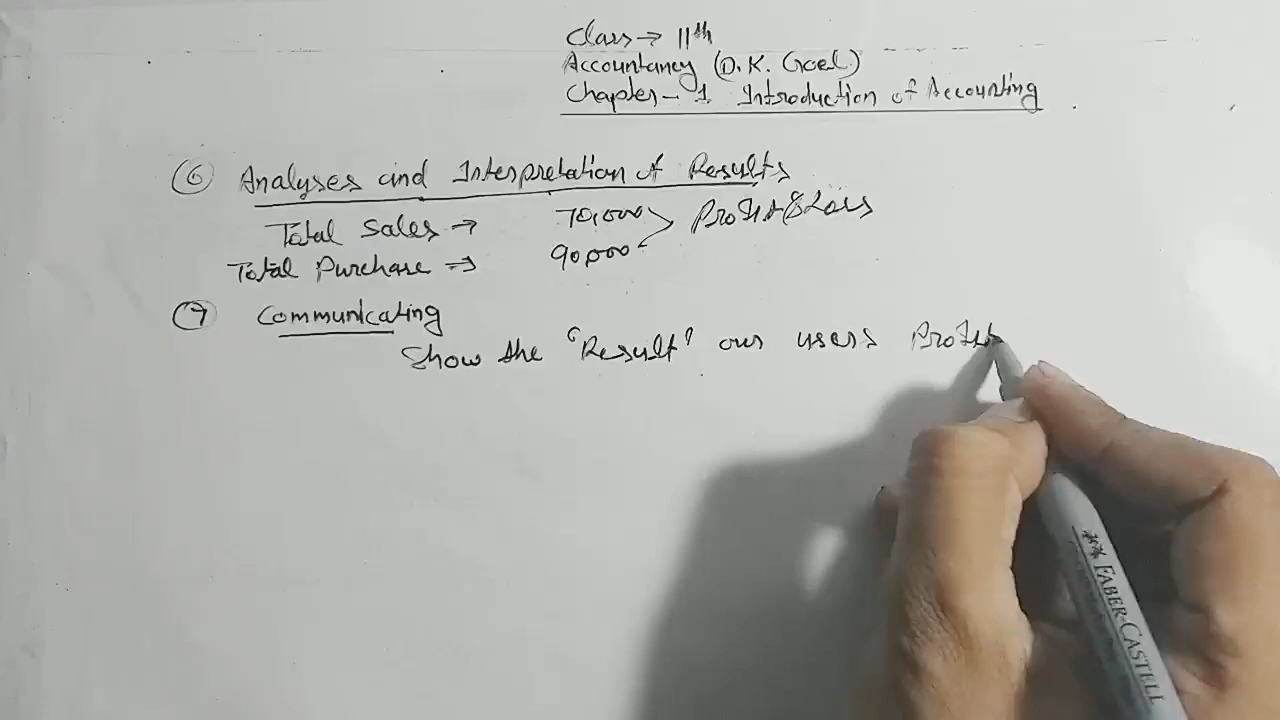 Class → 11th
Accountancy (D. K. Goel)
Chapter - 1 Introduction of Accounting
(6) Analyses and Interpretation of Results
Total Sales → 70,000 Profit & Loss
Total Purchase → 90,000
(7) Communicating
Show the "Result" our users Profit
FABER-CASTELL